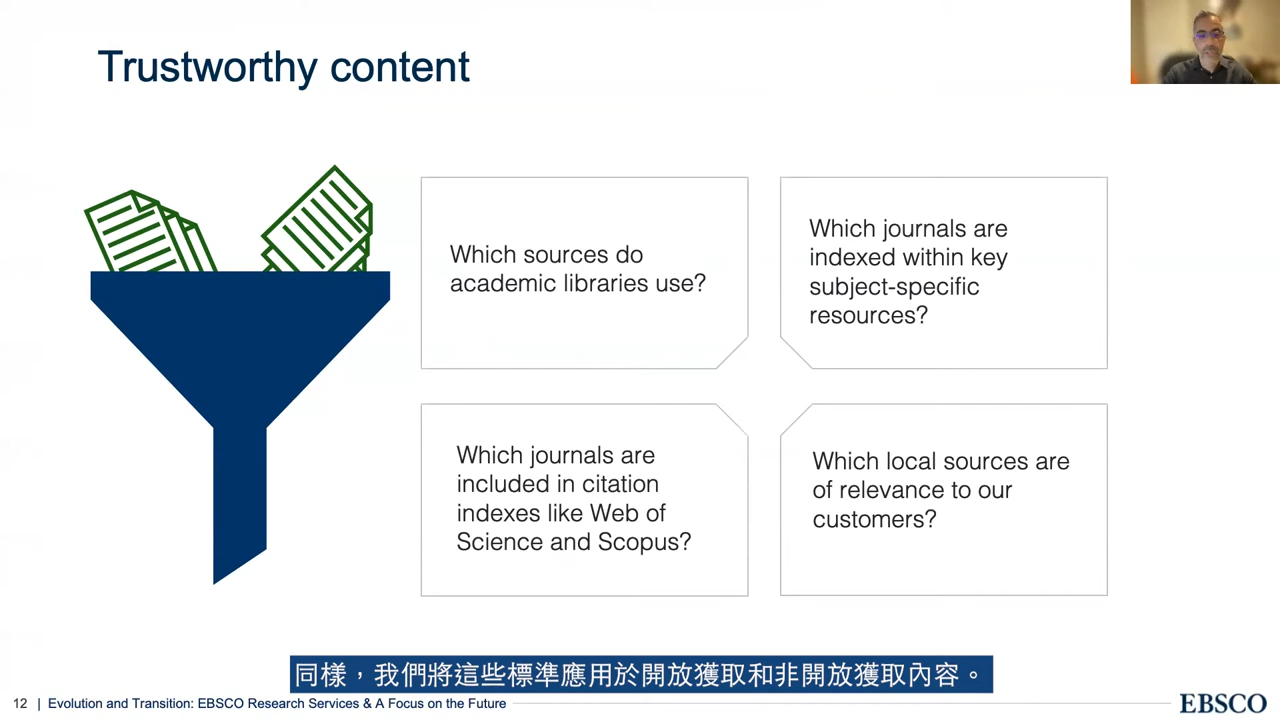 Trustworthy content
Which sources do
academic libraries use?
Which journals are
indexed within key
subject-specific
resources?
Which journals are
included in citation
indexes like Web of
Science and Scopus?
Which local sources are
of relevance to our
customers?
同樣，我們將這些標準應用於開放獲取和非開放獲取內容。
12 | Evolution and Transition: EBSCO Research Services & A Focus on the Future
EBSCO